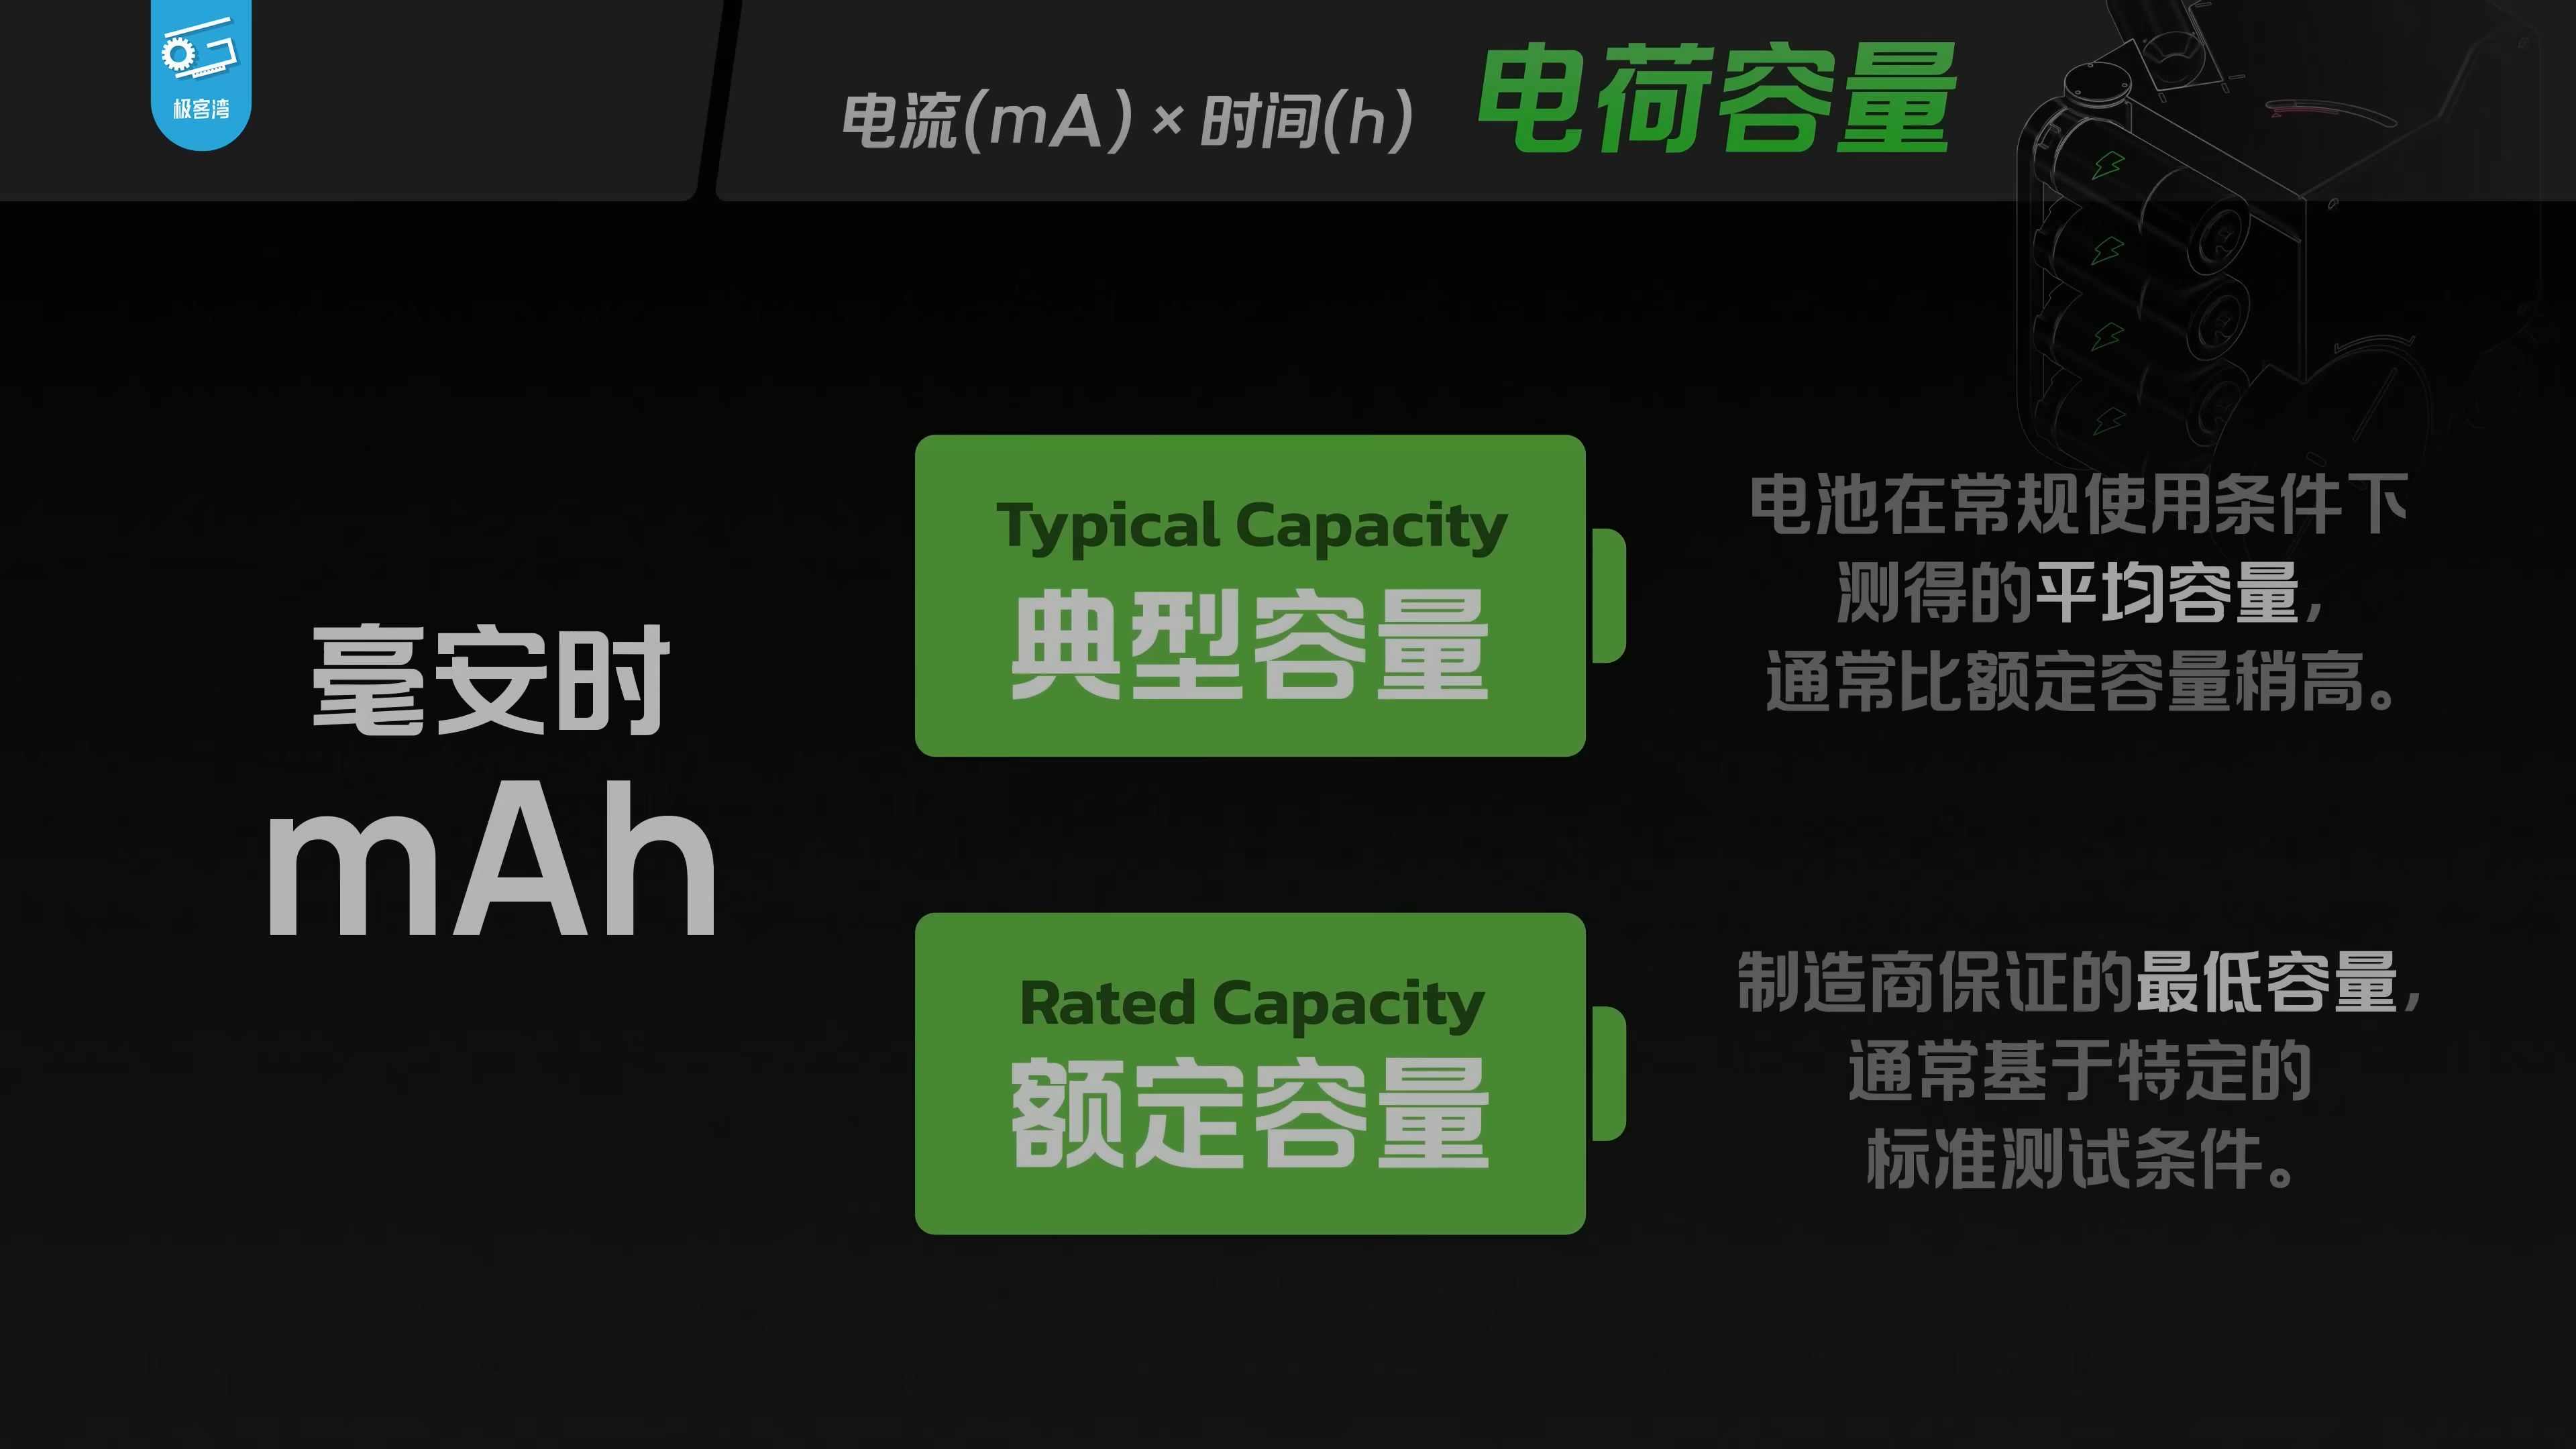 极客湾
电流(mA) × 时间(h) 电荷容量
毫安时
mAh
Typical Capacity
典型容量
电池在常规使用条件下
测得的平均容量,
通常比额定容量稍高。
Rated Capacity
额定容量
制造商保证的最低容量,
通常基于特定的
标准测试条件。